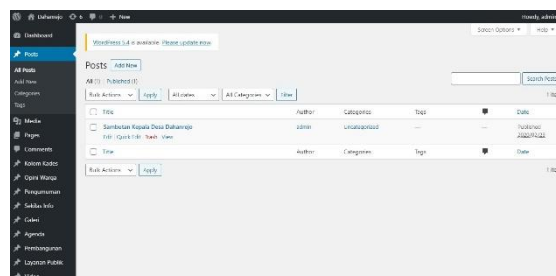 Dahanrejo 6 0 + New Howdy, admin
Screen Options Help
WordPress 5.4 is available. Please update now.
Dashboard
Posts
All Posts
Add New
Categories
Tags
Media
Pages
Comments
Kolom Kades
Opini Warga
Pengumuman
Sekilas Info
Galeri
Agenda
Pembangunan
Layanan Publik
Posts Add New
All (1) | Published (1)
Search Posts
Bulk Actions Apply All dates All Categories Filter
Title Author Categories Tags Date
Sambutan Kepala Desa Dahanrejo admin Uncategorized — — Published
Edit | Quick Edit | Trash | View
Title Author Categories Tags Date
Bulk Actions Apply